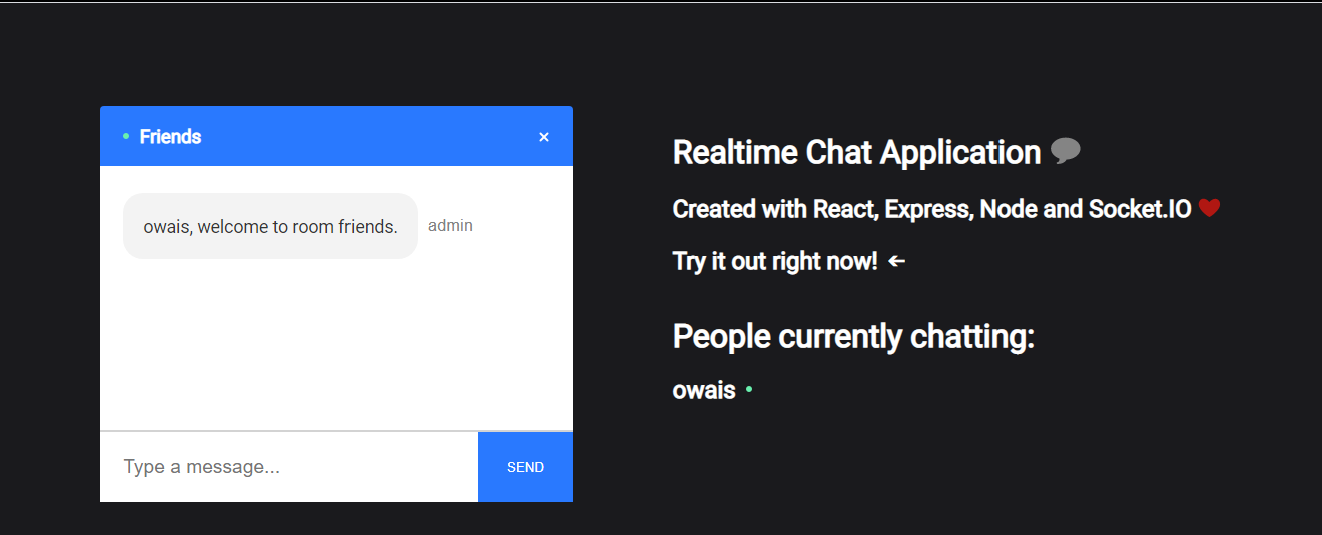 Friends
×
owais, welcome to room friends.
admin
Type a message...
SEND
Realtime Chat Application 💬
Created with React, Express, Node and Socket.IO ❤️
Try it out right now! ←
People currently chatting:
owais